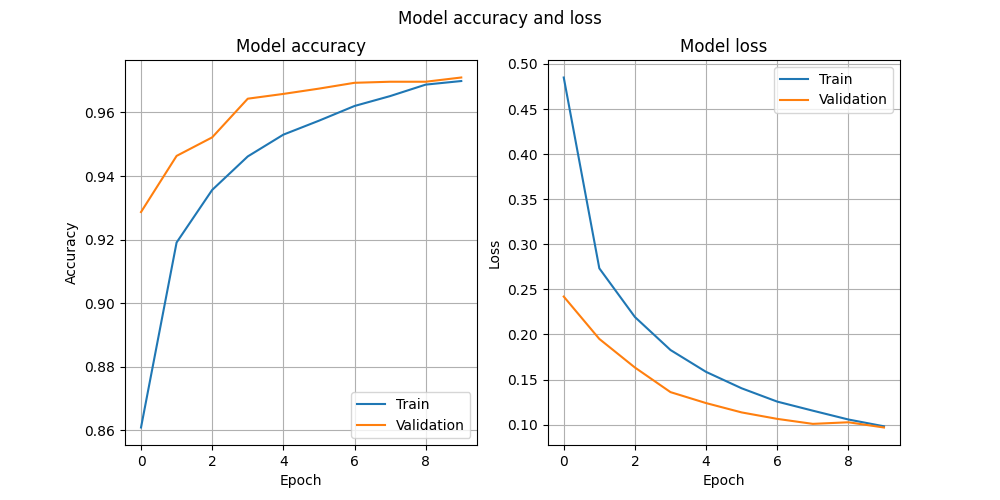 Model accuracy and loss
Model accuracy
0.96
0.94
0.92
0.90
0.88
0.86
Accuracy
0 2 4 6 8
Epoch
Train
Validation
Model loss
0.50
0.45
0.40
0.35
0.30
0.25
0.20
0.15
0.10
Loss
0 2 4 6 8
Epoch
Train
Validation